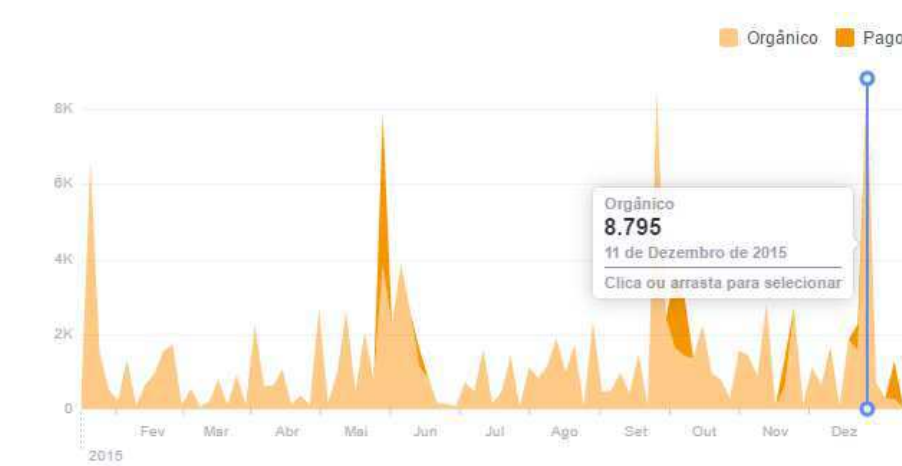 Orgânico Pago
8K
6K
4K
2K
0
Orgânico
8.795
11 de Dezembro de 2015
Clica ou arrasta para selecionar
Fev Mar Abr Mai Jun Jul Ago Set Out Nov Dez
2015